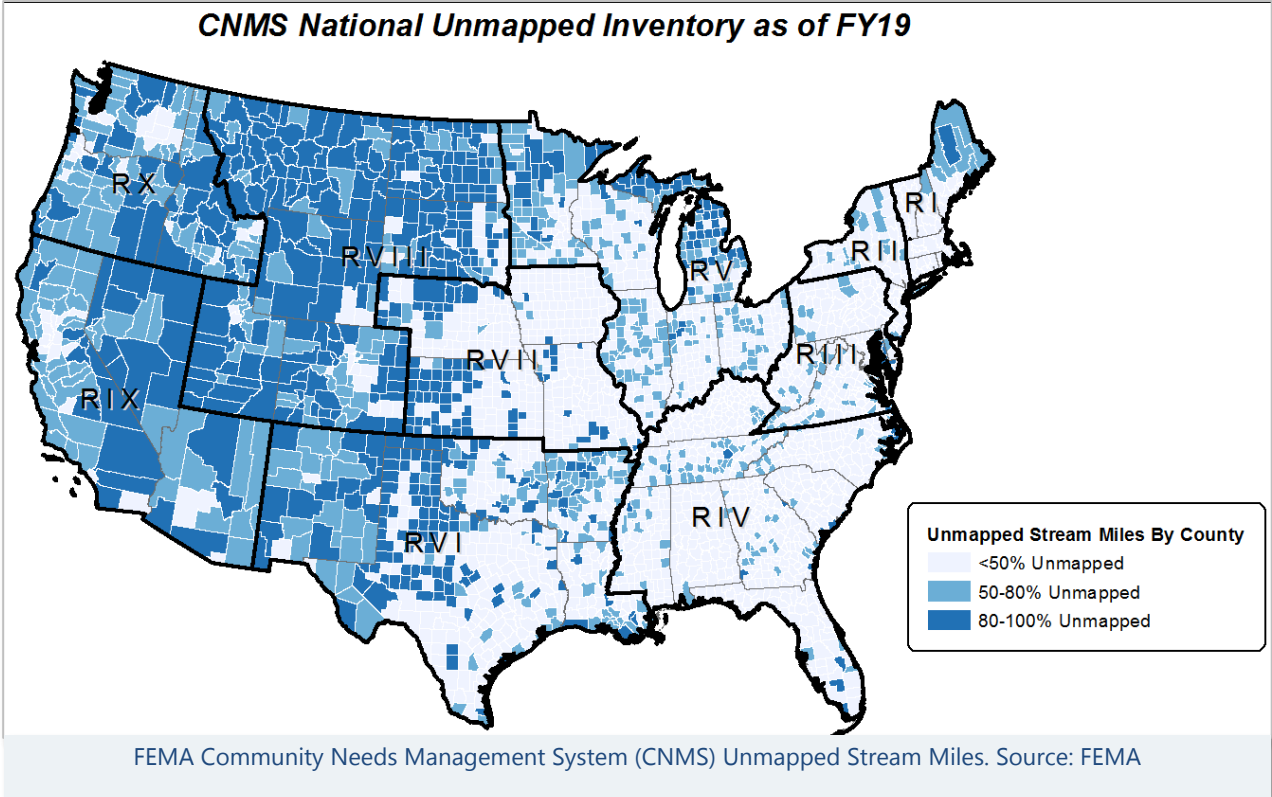 CNMS National Unmapped Inventory as of FY19
RX
RI
RVIII
RII
RV
RVII
RIII
RIX
RIV
RVI
Unmapped Stream Miles By County
<50% Unmapped
50-80% Unmapped
80-100% Unmapped
FEMA Community Needs Management System (CNMS) Unmapped Stream Miles. Source: FEMA